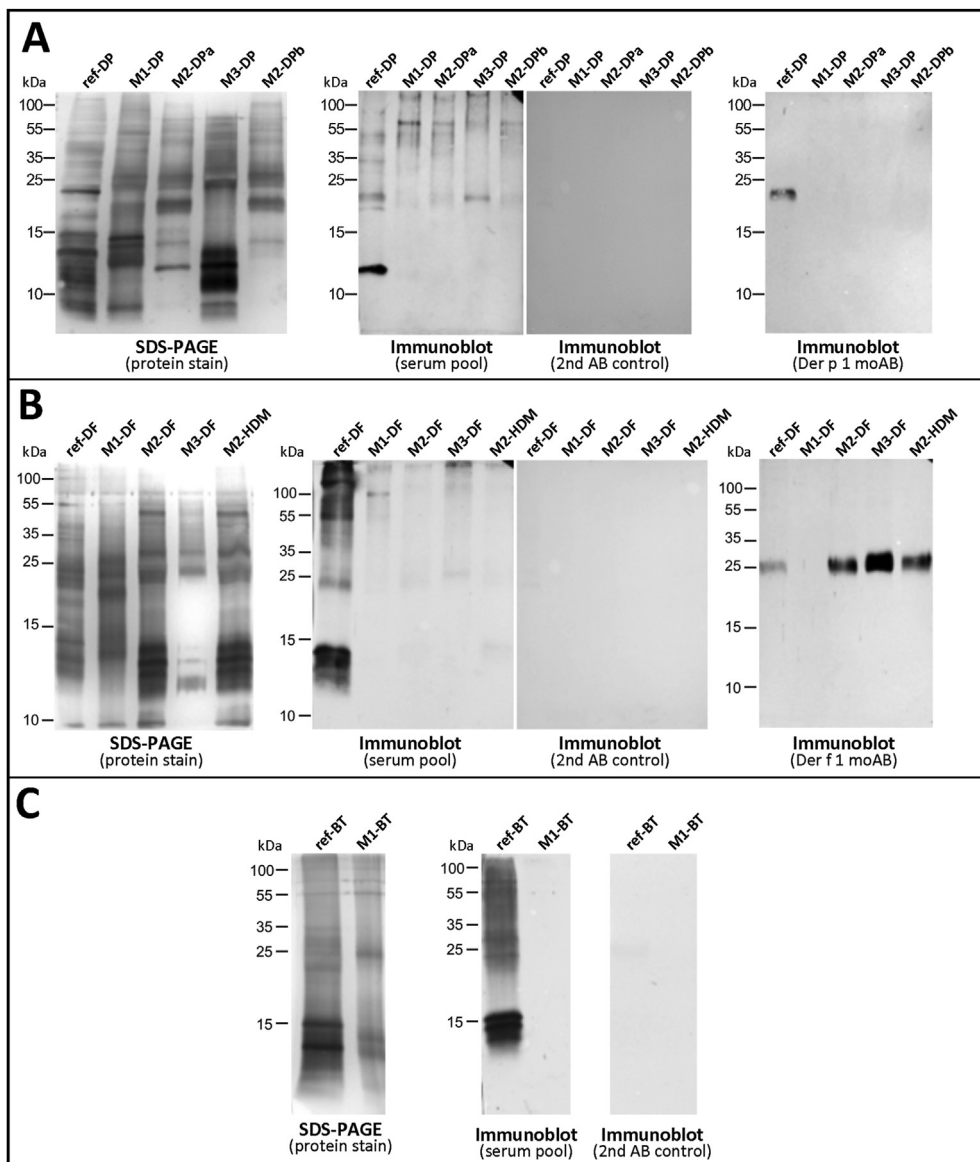 A
ref-DP M1-DP M2-DPa M3-DP M2-DPb
ref-DP M1-DP M2-DPa M3-DP M2-DPb
ref-DP M1-DP M2-DPa M3-DP M2-DPb
ref-DP M1-DP M2-DPa M3-DP M2-DPb
kDa
100
55
35
25
15
10
kDa
100
55
35
25
15
10
kDa
100
55
35
25
15
10
SDS-PAGE
(protein stain)
Immunoblot
(serum pool)
Immunoblot
(2nd AB control)
Immunoblot
(Der p 1 moAB)
B
ref-DF M1-DF M2-DF M3-DF M2-HDM
ref-DF M1-DF M2-DF M3-DF M2-HDM
ref-DF M1-DF M2-DF M3-DF M2-HDM
ref-DF M1-DF M2-DF M3-DF M2-HDM
kDa
100
55
35
25
15
10
kDa
100
55
35
25
15
10
kDa
100
55
35
25
15
10
SDS-PAGE
(protein stain)
Immunoblot
(serum pool)
Immunoblot
(2nd AB control)
Immunoblot
(Der f 1 moAB)
C
ref-BT M1-BT
ref-BT M1-BT
ref-BT M1-BT
kDa
100
55
35
25
15
kDa
100
55
35
25
15
SDS-PAGE
(protein stain)
Immunoblot
(serum pool)
Immunoblot
(2nd AB control)